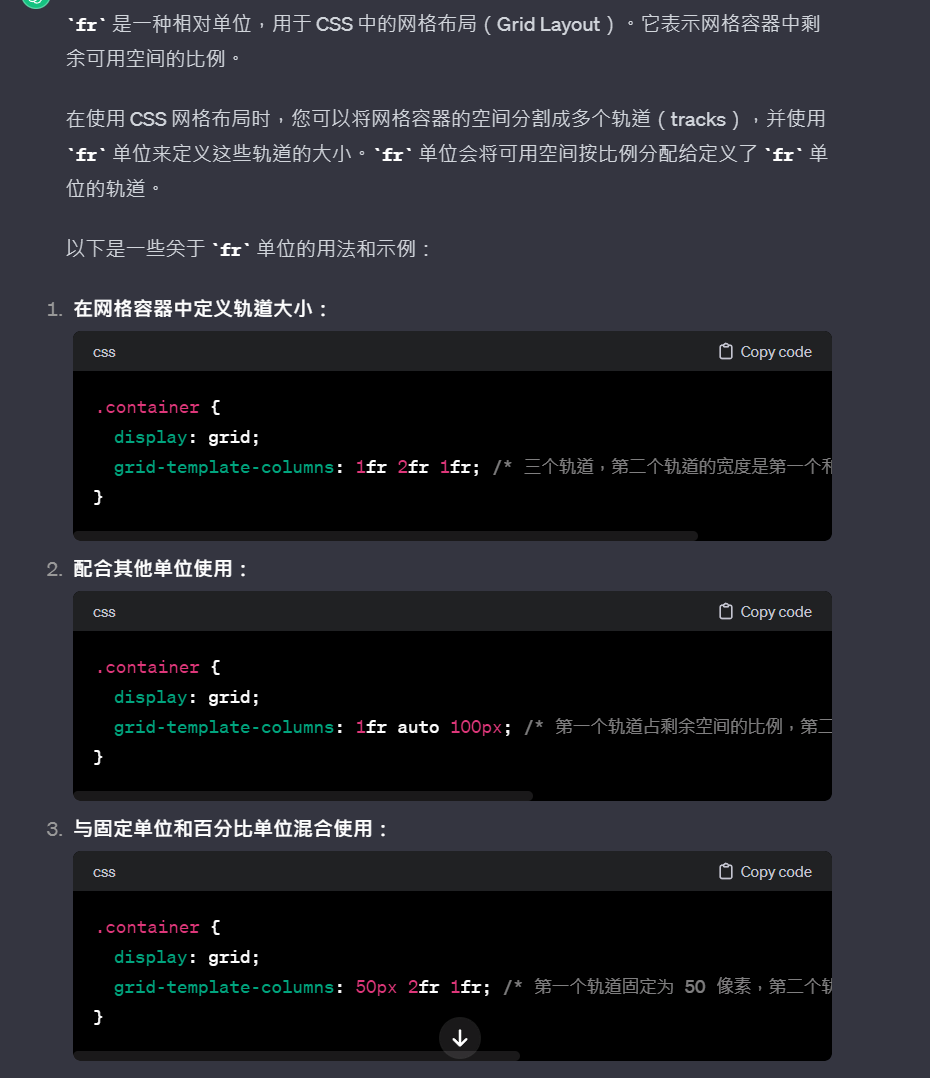 `fr` 是一种相对单位，用于 CSS 中的网格布局（Grid Layout）。它表示网格容器中剩
余可用空间的比例。
在使用 CSS 网格布局时，您可以将网格容器的空间分割成多个轨道（tracks），并使用
`fr` 单位来定义这些轨道的大小。`fr` 单位会将可用空间按比例分配给定义了 `fr` 单
位的轨道。
以下是一些关于 `fr` 单位的用法和示例：
1. 在网格容器中定义轨道大小：
css Copy code
.container {
display: grid;
grid-template-columns: 1fr 2fr 1fr; /* 三个轨道，第二个轨道的宽度是第一个和
}
2. 配合其他单位使用：
css Copy code
.container {
display: grid;
grid-template-columns: 1fr auto 100px; /* 第一个轨道占剩余空间的比例，第二
}
3. 与固定单位和百分比单位混合使用：
css Copy code
.container {
display: grid;
grid-template-columns: 50px 2fr 1fr; /* 第一个轨道固定为 50 像素，第二个轨
}